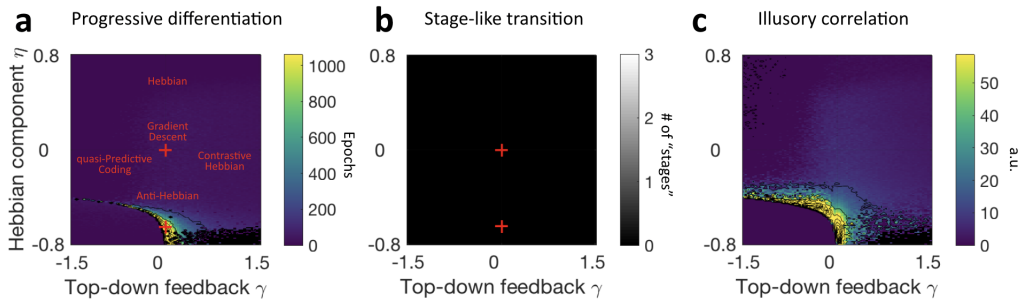 a Progressive differentiation
b Stage-like transition
c Illusory correlation
Hebbian component η
0.8
0
-0.8
-1.5
0
1.5
Top-down feedback γ
Hebbian
Gradient
Descent
quasi-Predictive
Coding
Contrastive
Hebbian
Anti-Hebbian
1000
800
600
400
200
0
Epochs
0.8
0
-0.8
-1.5
0
1.5
Top-down feedback γ
3
2
1
0
# of "stages"
0.8
0
-0.8
-1.5
0
1.5
Top-down feedback γ
50
40
30
20
10
0
a.u.